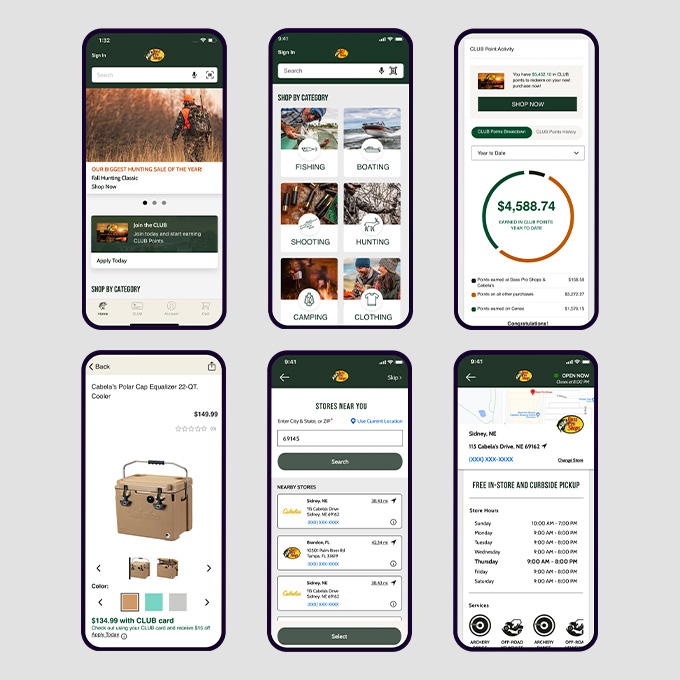 1:32
Sign In
Search
OUR BIGGEST HUNTING SALE OF THE YEAR!
Fall Hunting Classic
Shop Now
Join the CLUB
Join today and start earning
CLUB Points
Apply Today
SHOP BY CATEGORY
Home
CLUB
Account
Cart
9:41
Sign In
Search
SHOP BY CATEGORY
FISHING
BOATING
SHOOTING
HUNTING
CAMPING
CLOTHING
CLUB Point Activity
You have $5,452.10 in CLUB
points to redeem on your next
purchase now!
SHOP NOW
CLUB Points Breakdown
CLUB Points History
Year to Date
$4,588.74
EARNED IN CLUB POINTS
YEAR TO DATE
Points earned at Bass Pro Shops &
Cabela's
Points on all other purchases
$3,272.27
Points earned on Cenex
Congratulations!
Back
Cabela's Polar Cap Equalizer 22-QT.
Cooler
$149.99
(0)
Color:
$134.99 with CLUB card
Check out using your CLUB card and receive $15 off
Apply Today
9:41
Skip
STORES NEAR YOU
Enter City & State, or ZIP*
Use Current Location
69145
Search
NEARBY STORES
Cabela's
Sidney, NE
38.43 mi
115 Cabela's Drive
Sidney, NE 69162
(XXX) XXX-XXXX
Brandon, FL
42.34 mi
10501 Palm River Rd
Tampa, FL 33619
(XXX) XXX-XXXX
Cabela's
Sidney, NE
38.43 mi
115 Cabela's Drive
Sidney, NE 69162
(XXX) XXX-XXXX
Select
9:41
OPEN NOW
Closes at 8:00 PM
Bass Pro Shops
Sidney, NE
115 Cabela's Drive, NE 69162
(XXX) XXX-XXXX
Change Store
FREE IN-STORE AND CURBSIDE PICKUP
Store Hours
Sunday 10:00 AM - 7:00 PM
Monday 9:00 AM - 8:00 PM
Tuesday 9:00 AM - 8:00 PM
Wednesday 9:00 AM - 8:00 PM
Thursday 9:00 AM - 8:00 PM
Friday 9:00 AM - 8:00 PM
Saturday 9:00 AM - 8:00 PM
Services
ARCHERY
OFF-ROAD
ARCHERY
OFF-ROAD